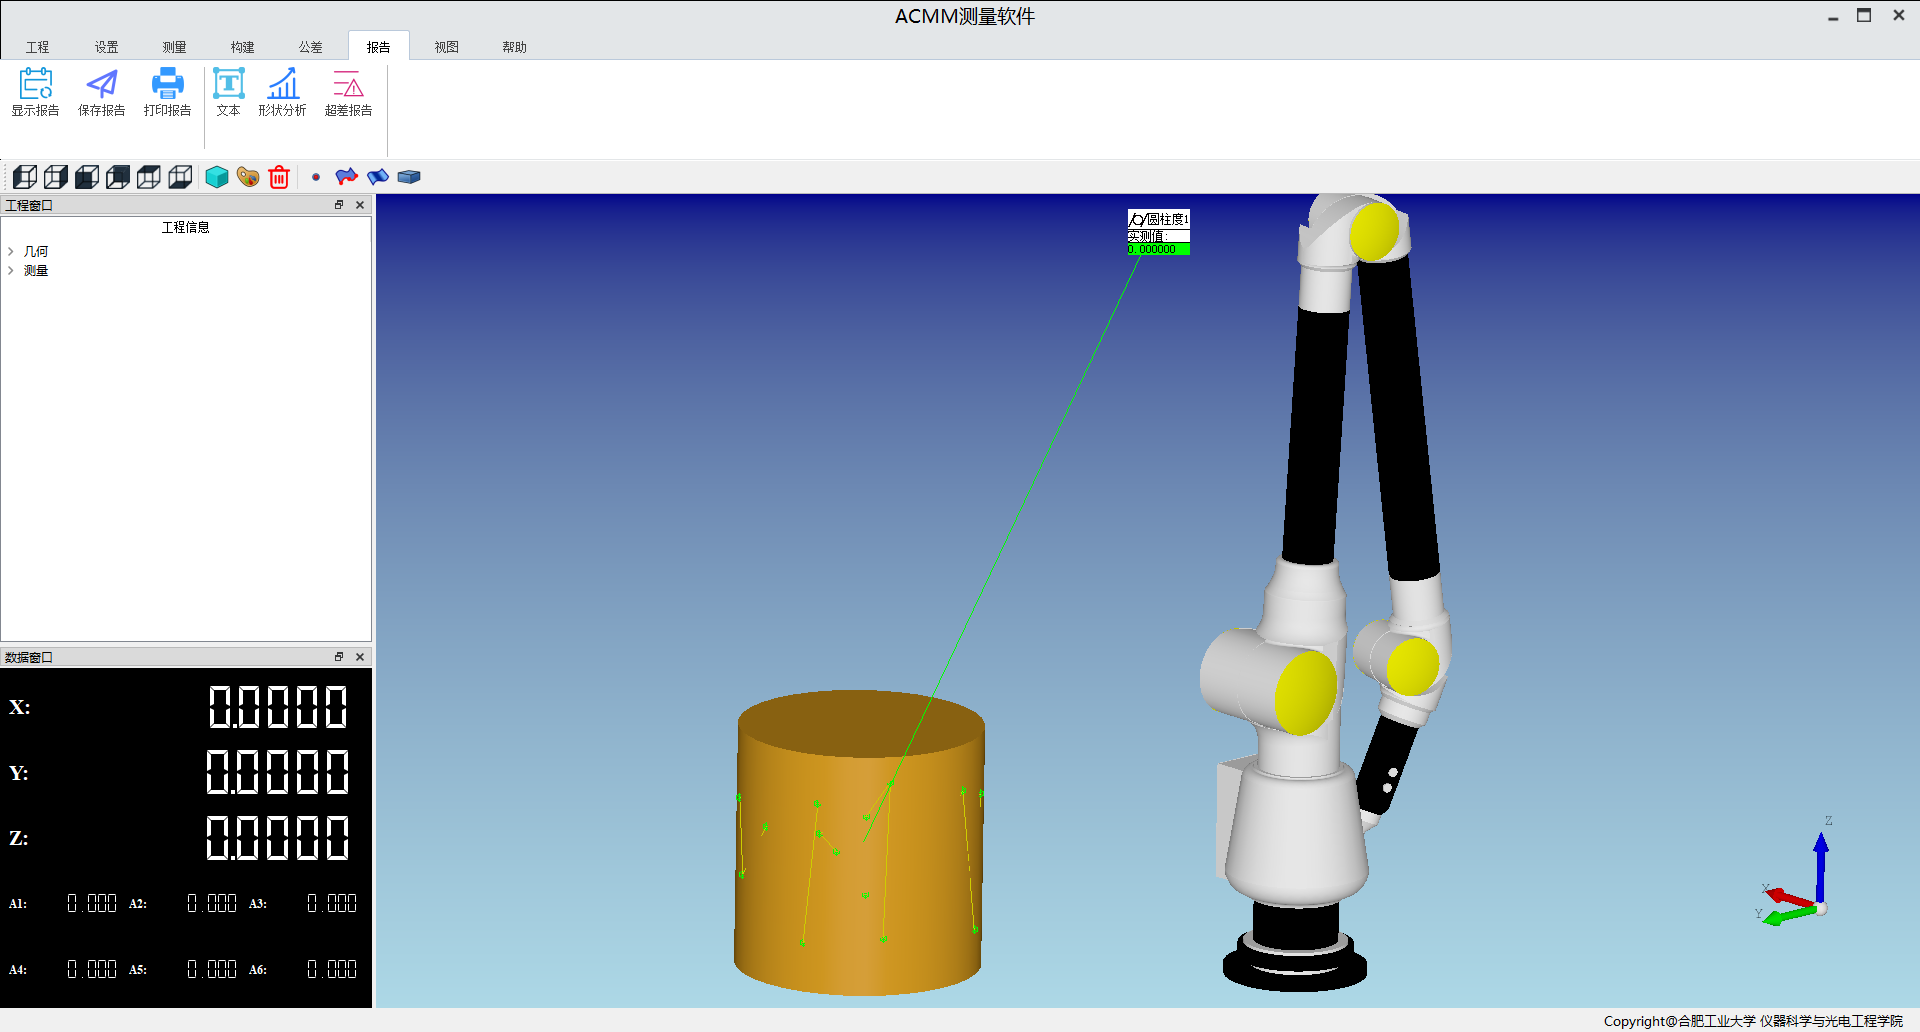 ACMM测量软件
工程 设置 测量 构建 公差 报告 视图 帮助
显示报告 保存报告 打印报告 文本 形状分析 超差报告
工程窗口
工程信息
几何
测量
数据窗口
X: 0.0000
Y: 0.0000
Z: 0.0000
A1: 0.000 A2: 0.000 A3: 0.000
A4: 0.000 A5: 0.000 A6: 0.000
圆柱度1
实测值:
0.000000
Z
X
Y
Copyright@合肥工业大学 仪器科学与光电工程学院